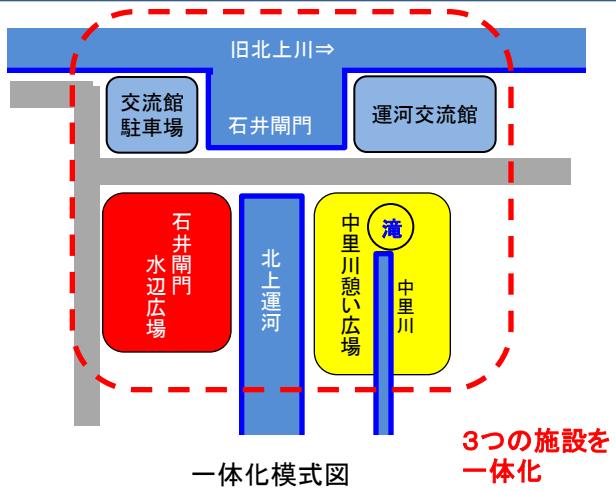 旧北上川⇒
交流館
駐車場
石井閘門
運河交流館
石井閘門
水辺広場
北上運河
中里川憩い広場
滝
中里川
3つの施設を
一体化
一体化模式図